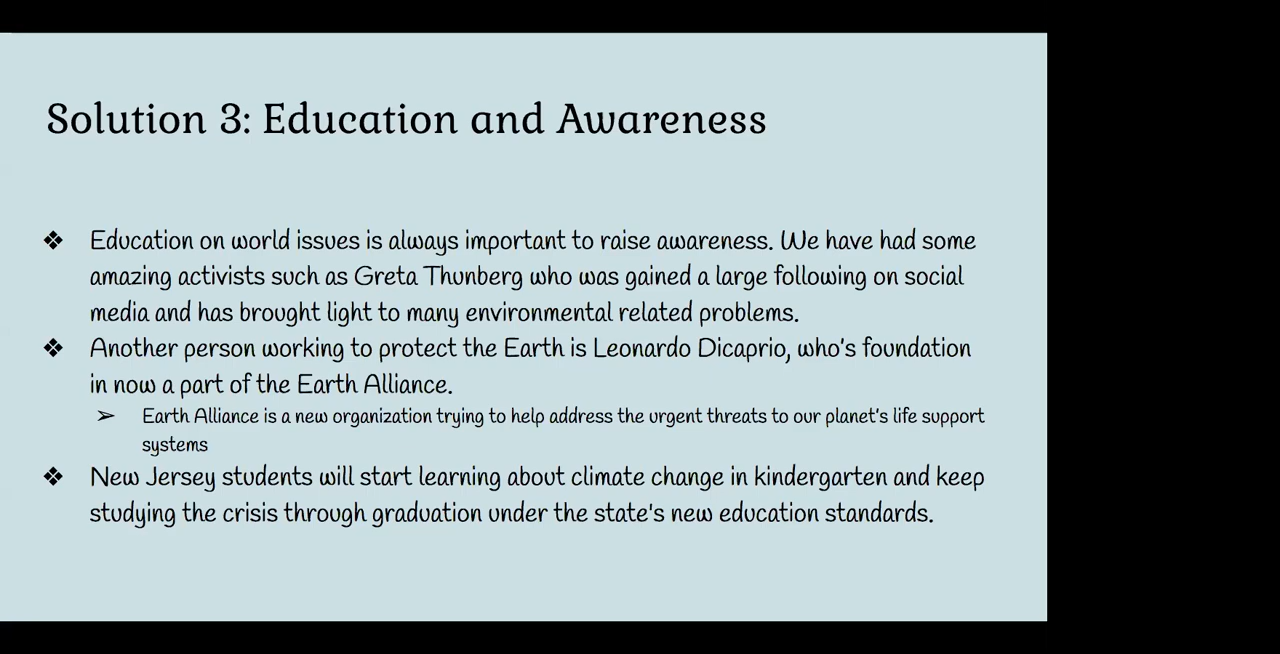 Solution 3: Education and Awareness
❖ Education on world issues is always important to raise awareness. We have had some
amazing activists such as Greta Thunberg who was gained a large following on social
media and has brought light to many environmental related problems.
❖ Another person working to protect the Earth is Leonardo Dicaprio, who's foundation
in now a part of the Earth Alliance.
➢ Earth Alliance is a new organization trying to help address the urgent threats to our planet's life support
systems
❖ New Jersey students will start learning about climate change in kindergarten and keep
studying the crisis through graduation under the state's new education standards.